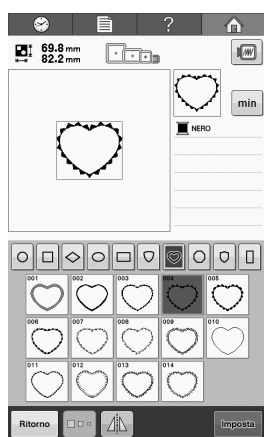 ?
69.8 mm
82.2 mm
min
NERO
001 002 003 004 005
006 007 008 009 010
011 012 013 014
Ritorno Imposta